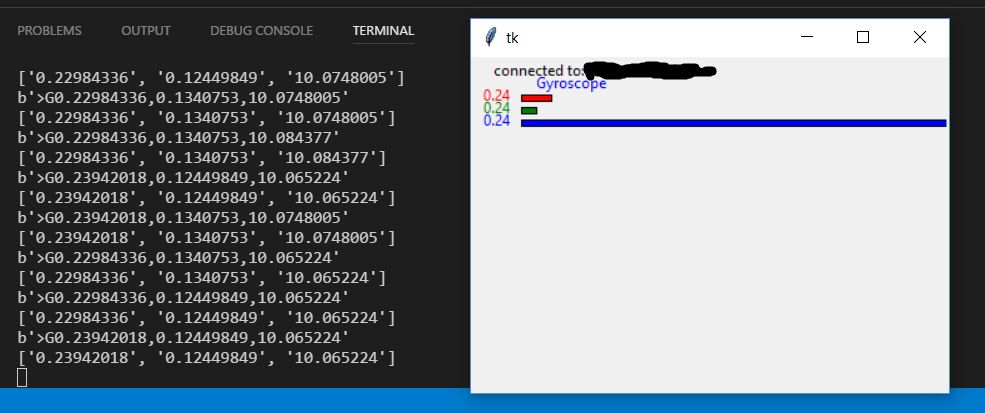 PROBLEMS OUTPUT DEBUG CONSOLE TERMINAL
['0.22984336', '0.12449849', '10.0748005']
b'>G0.22984336,0.1340753,10.0748005'
['0.22984336', '0.1340753', '10.0748005']
b'>G0.22984336,0.1340753,10.084377'
['0.22984336', '0.1340753', '10.084377']
b'>G0.23942018,0.12449849,10.065224'
['0.23942018', '0.12449849', '10.065224']
b'>G0.23942018,0.1340753,10.0748005'
['0.23942018', '0.1340753', '10.0748005']
b'>G0.22984336,0.1340753,10.065224'
['0.22984336', '0.1340753', '10.065224']
b'>G0.22984336,0.12449849,10.065224'
['0.22984336', '0.12449849', '10.065224']
b'>G0.23942018,0.12449849,10.065224'
['0.23942018', '0.12449849', '10.065224']
tk
connected to:
Gyroscope
0.24
0.24
0.24